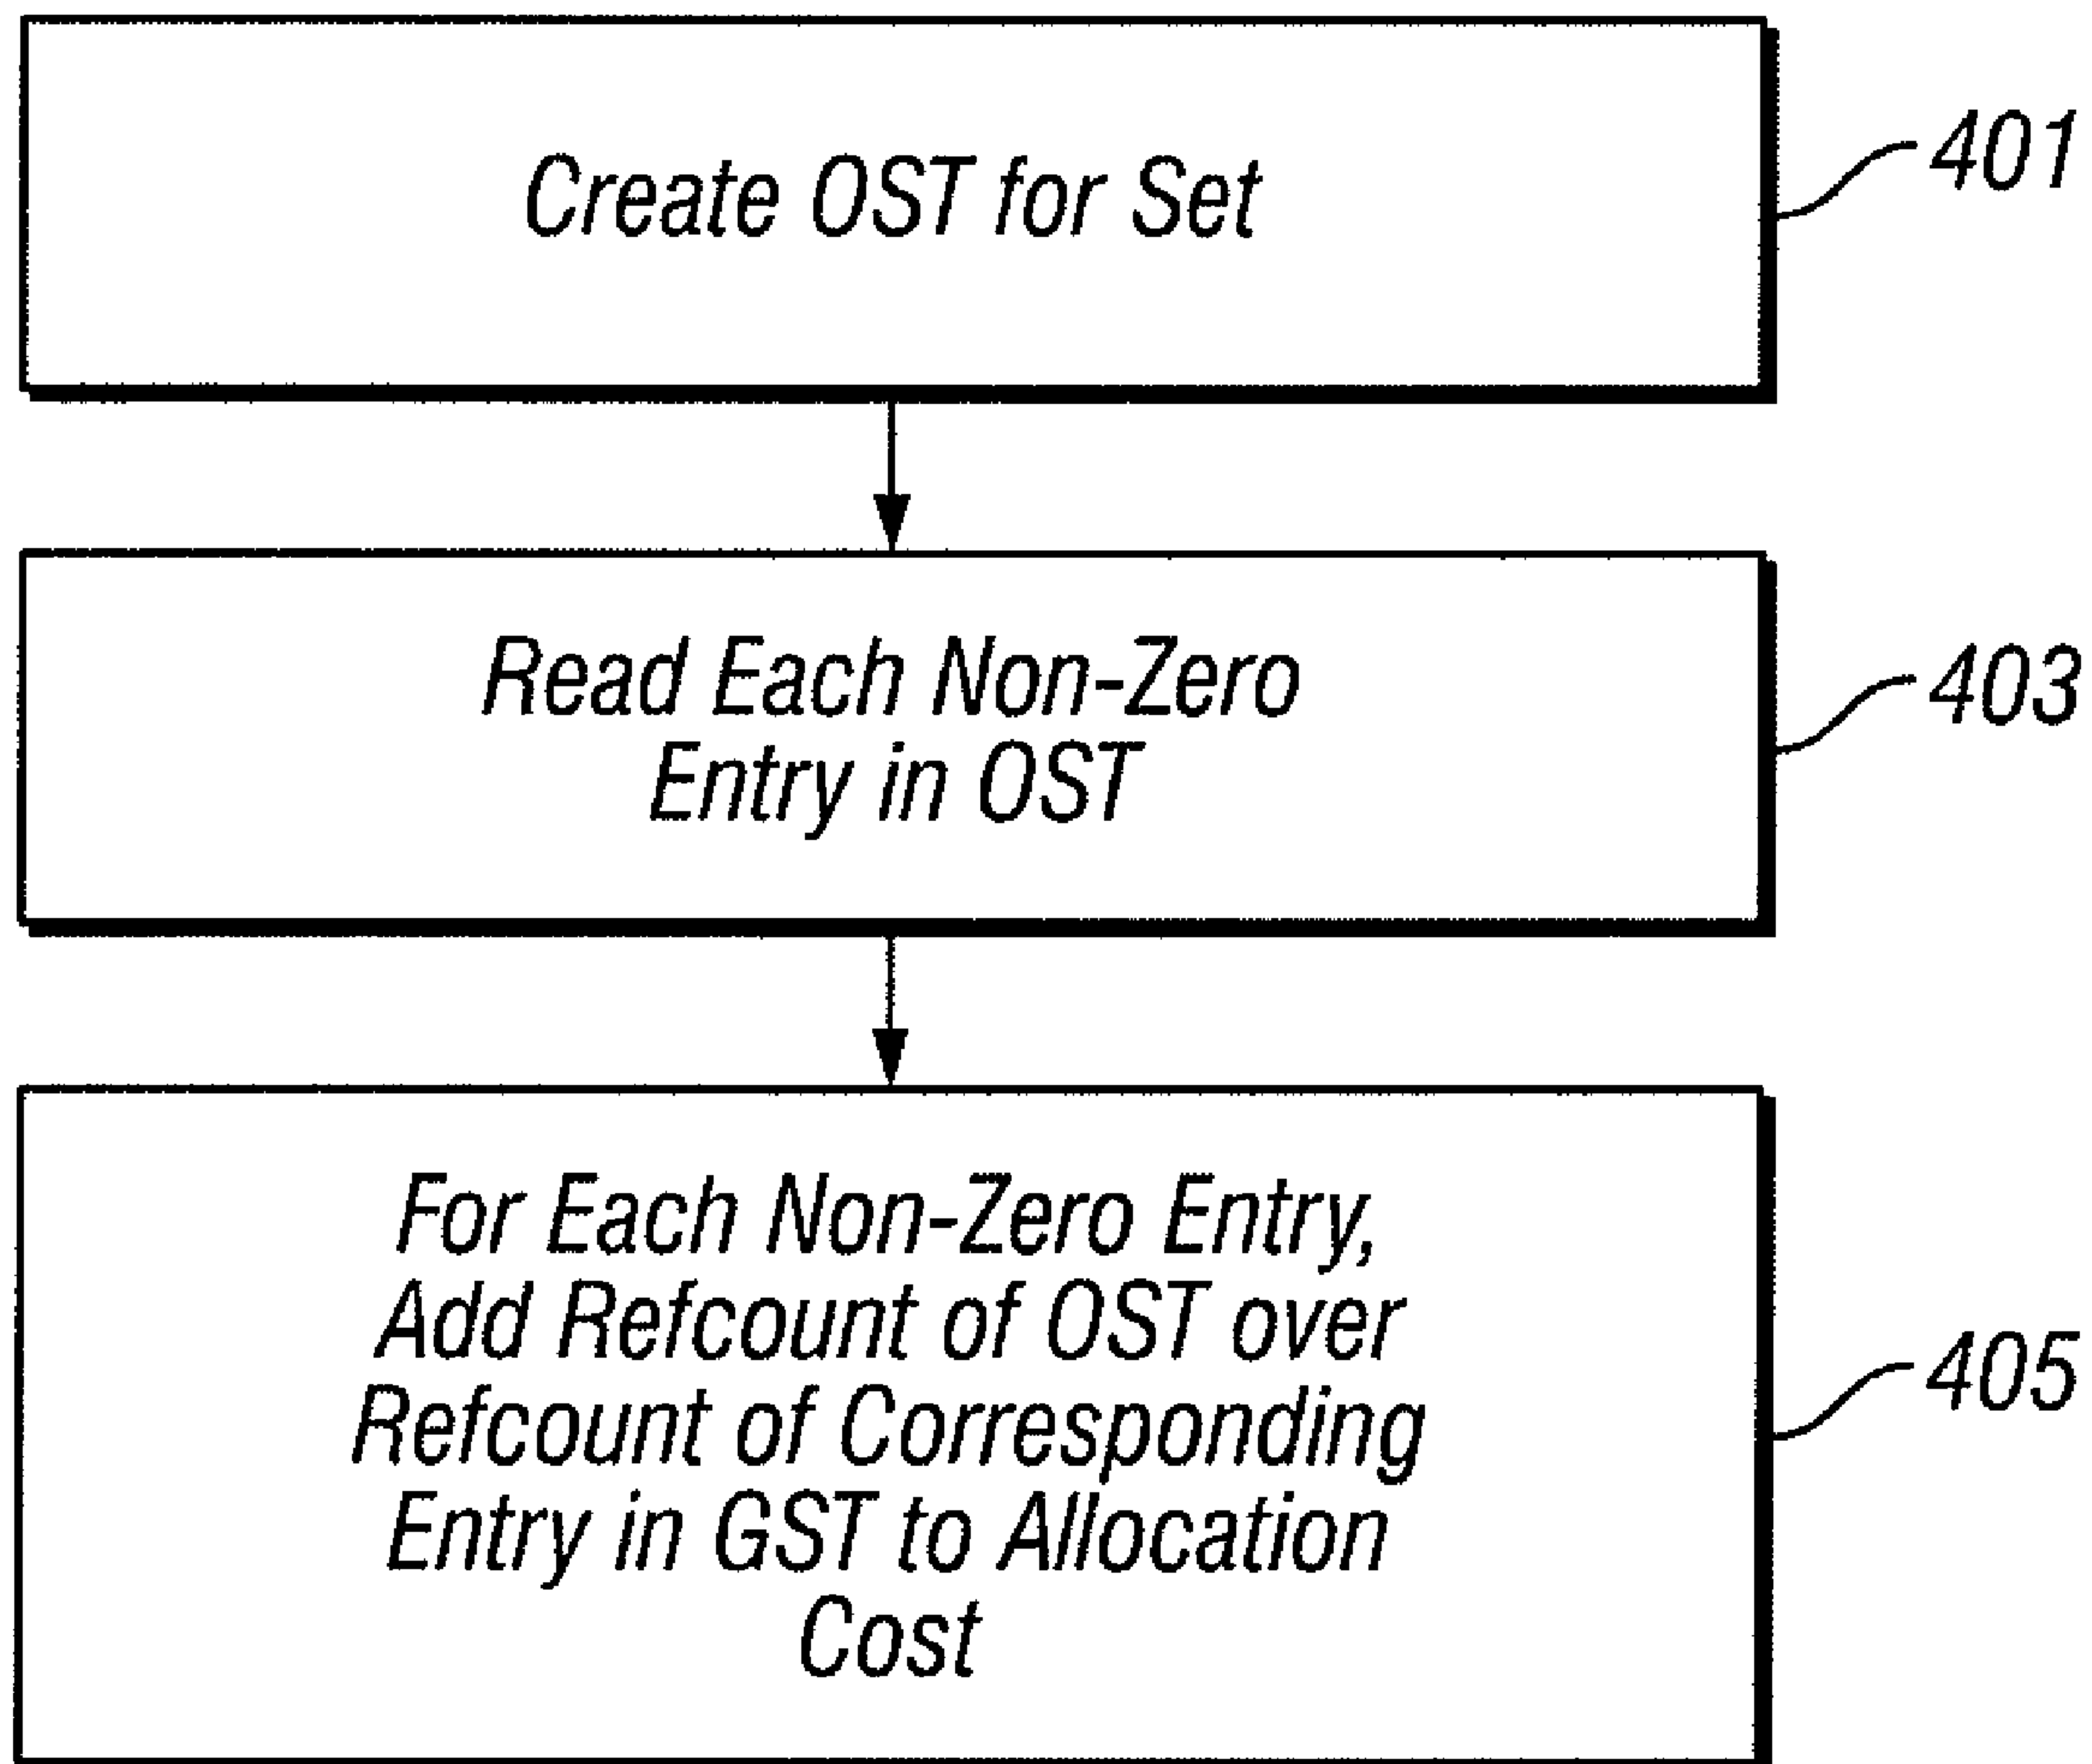 Create OST for Set
401
Read Each Non-Zero
Entry in OST
403
For Each Non-Zero Entry,
Add Refcount of OST over
Refcount of Corresponding
Entry in GST to Allocation
Cost
405